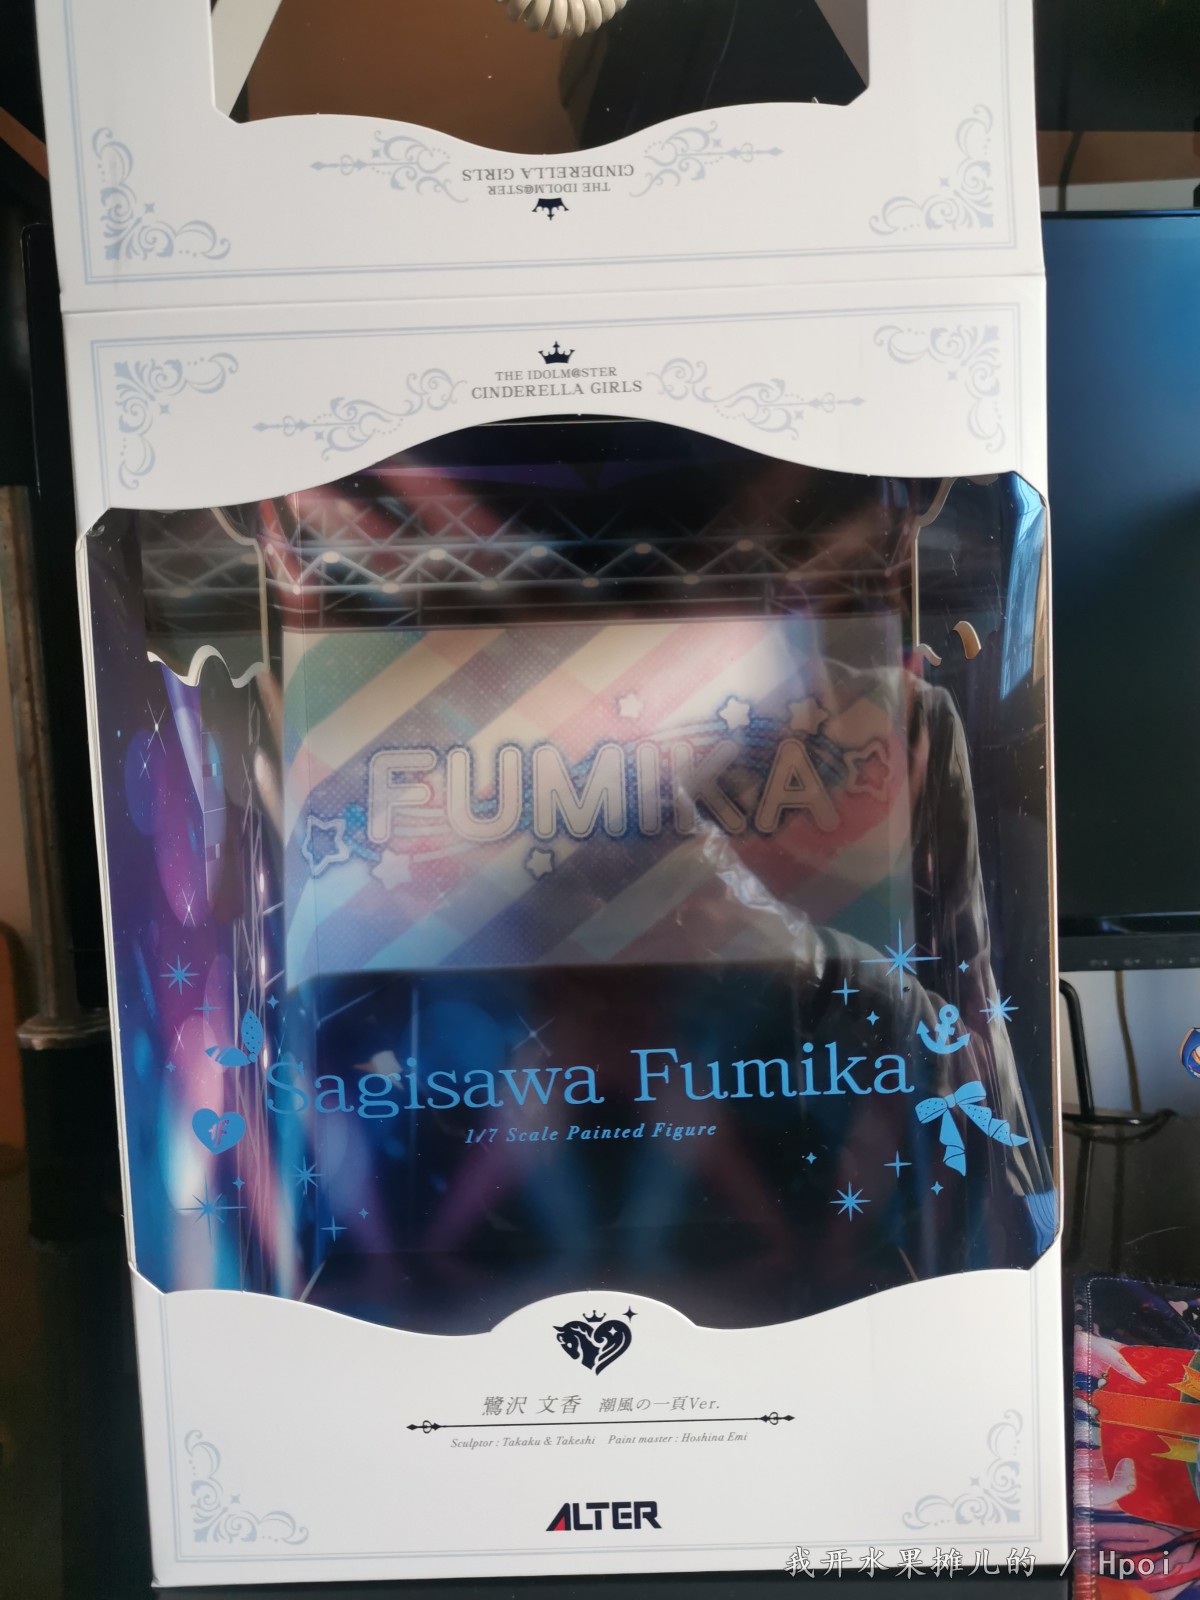 CINDERELLA GIRLS
THE IDOLM@STER
THE IDOLM@STER
CINDERELLA GIRLS
FUMIKA
Sagisawa Fumika
1/7 Scale Painted Figure
鷺沢 文香 潮風の一頁Ver.
Sculptor : Takaku & Takeshi Paint master : Hoshina Emi
ALTER
我开水果摊儿的 / Hpoi